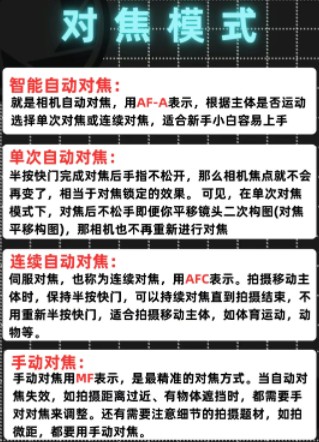 对焦模式
智能自动对焦：
就是相机自动对焦，用AF-A表示，根据主体是否运动
选择单次对焦或连续对焦，适合新手小白容易上手
单次自动对焦：
半按快门完成对焦后手指不松开，那么相机焦点就不会
再变了，相当于对焦锁定的效果。 可见，在单次对焦
模式下，对焦后不松手即便你平移镜头二次构图(对焦
平移构图)，那相机也不再重新进行对焦
连续自动对焦：
伺服对焦，也称为连续对焦，用AFC表示。拍摄移动主
体时，保持半按快门，可以持续对焦直到拍摄结束，不
用重新半按快门，适合拍摄移动主体，如体育运动，动
物等。
手动对焦：
手动对焦用MF表示，是最精准的对焦方式。当自动对
焦失效，如拍摄距离过近、有物体遮挡时，都需要手
对对焦来调整。还有需要注意细节的拍摄题材，如拍
微距，都要用手动对焦。